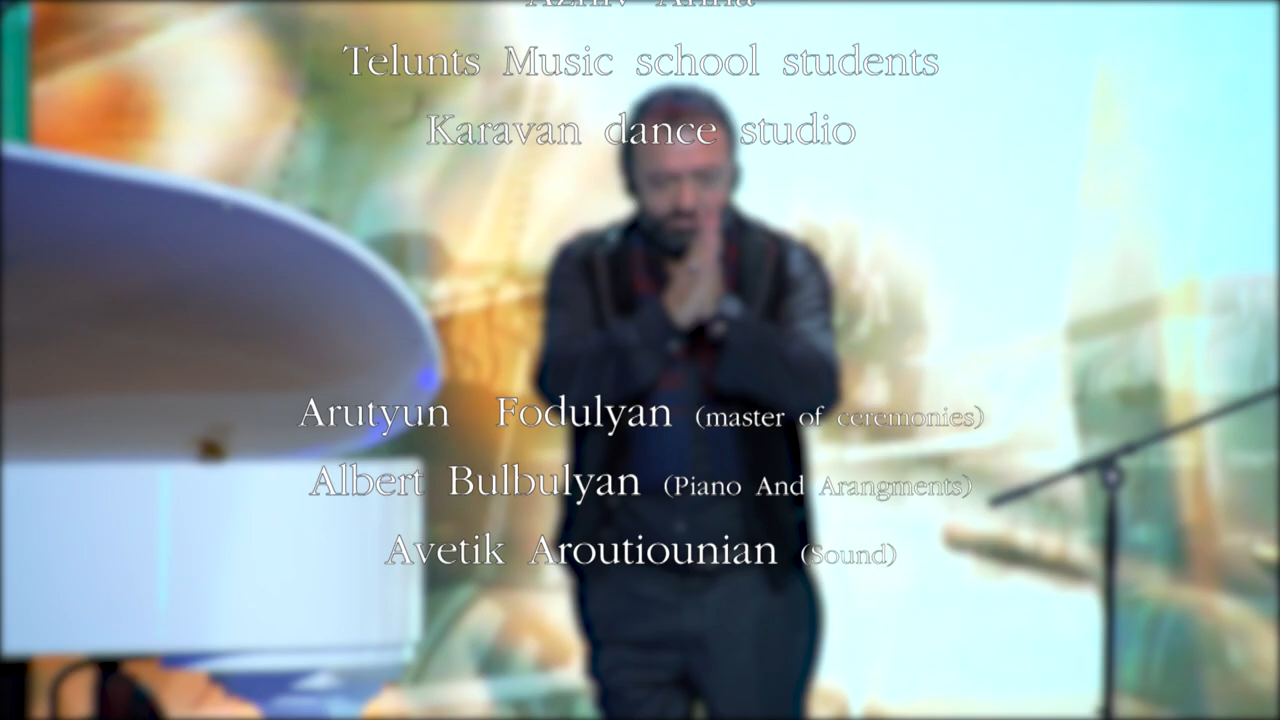 Telunts Music school students
Karavan dance studio
Arutyun Fodulyan (master of ceremonies)
Albert Bulbulyan (Piano And Arangments)
Avetik Aroutiounian (Sound)